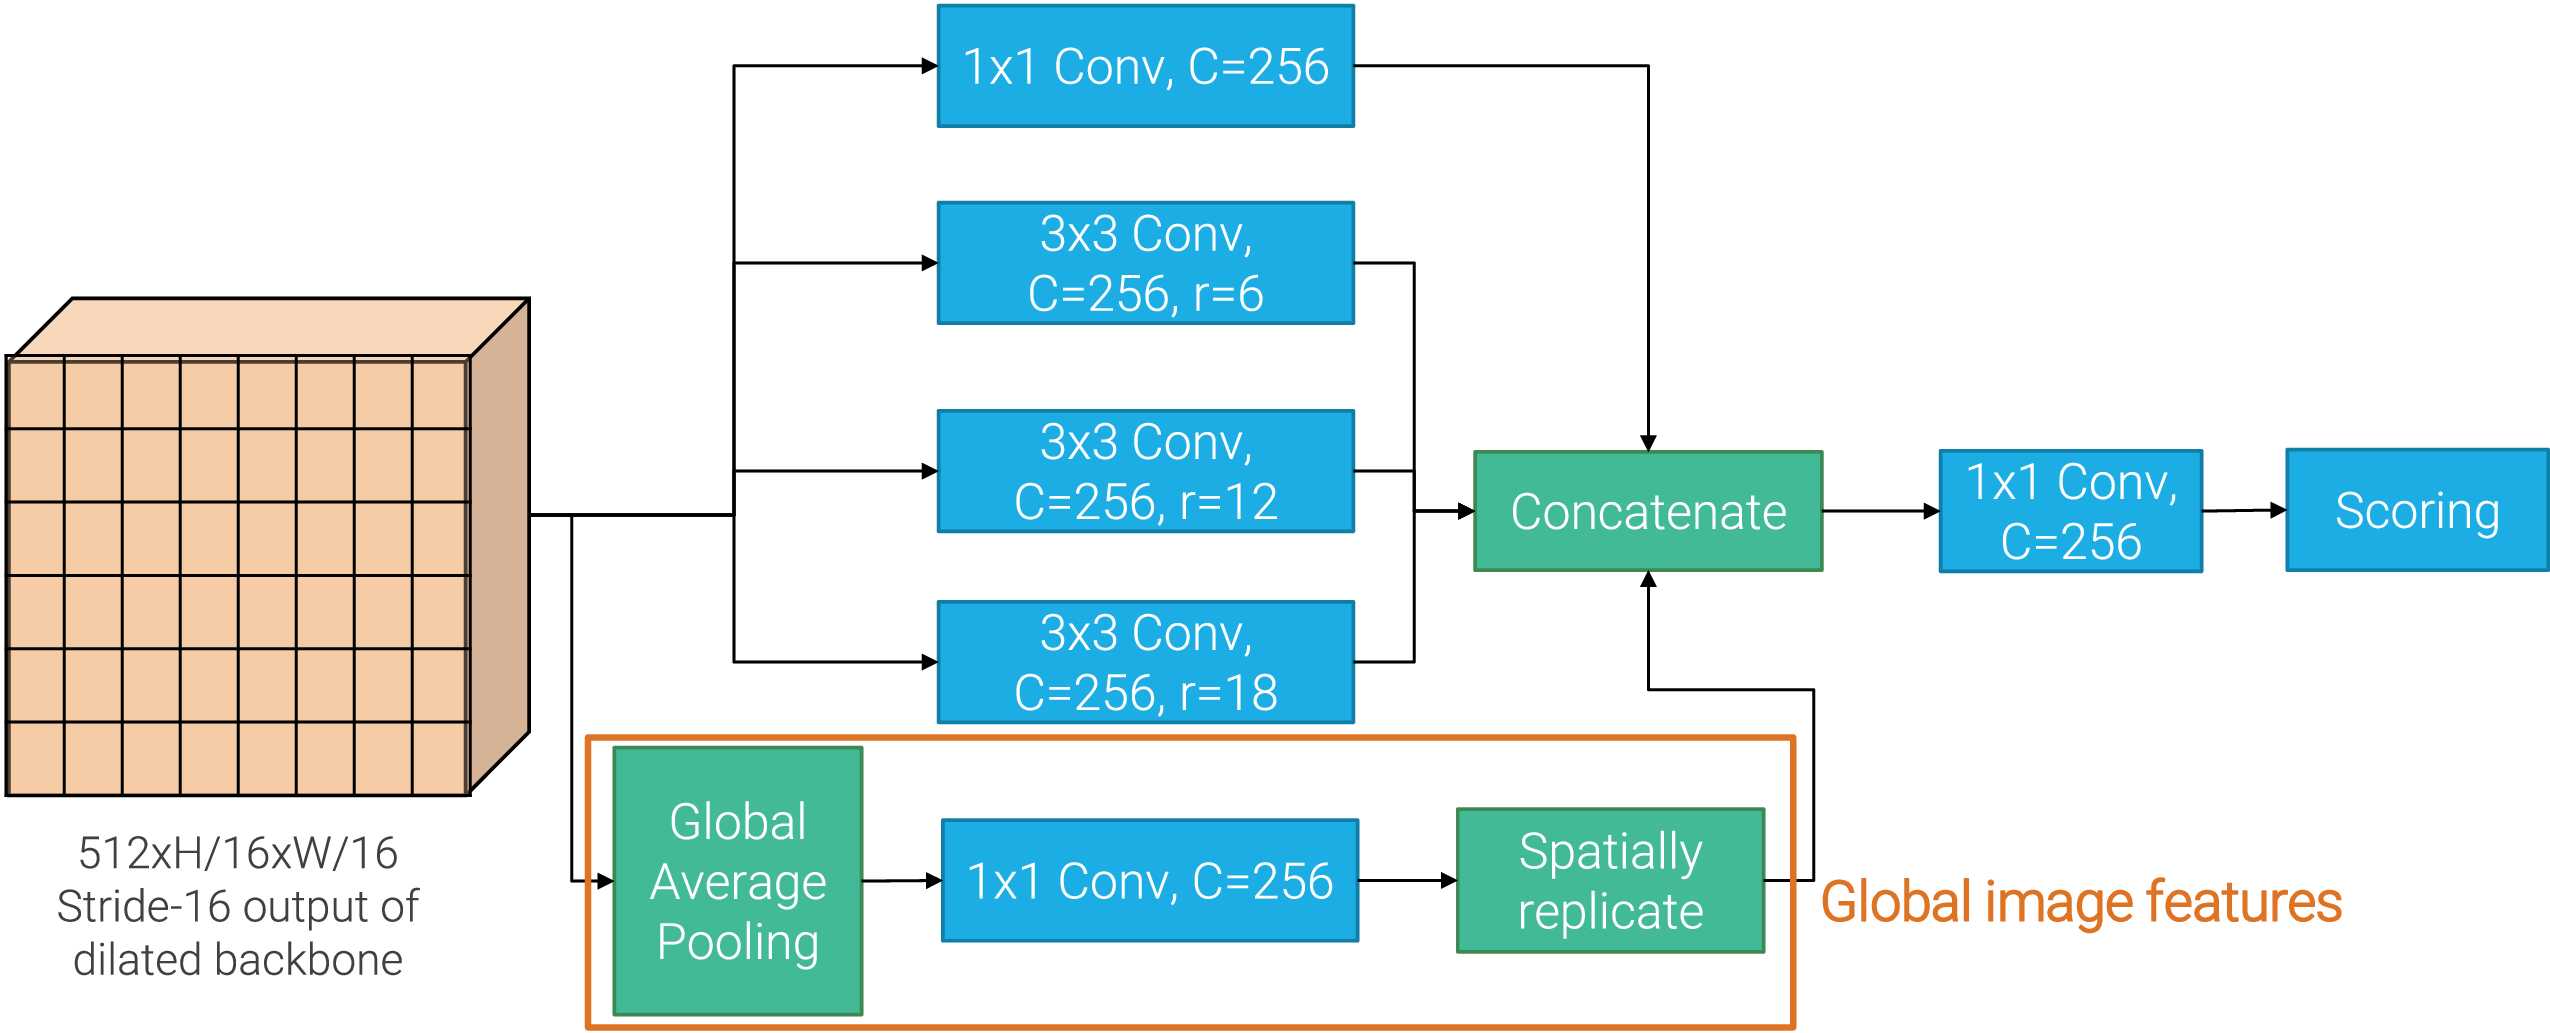 1x1 Conv, C=256
3x3 Conv,
C=256, r=6
3x3 Conv,
C=256, r=12
3x3 Conv,
C=256, r=18
Concatenate
1x1 Conv,
C=256
Scoring
512xH/16xW/16
Stride-16 output of
dilated backbone
Global
Average
Pooling
1x1 Conv, C=256
Spatially
replicate
Global image features